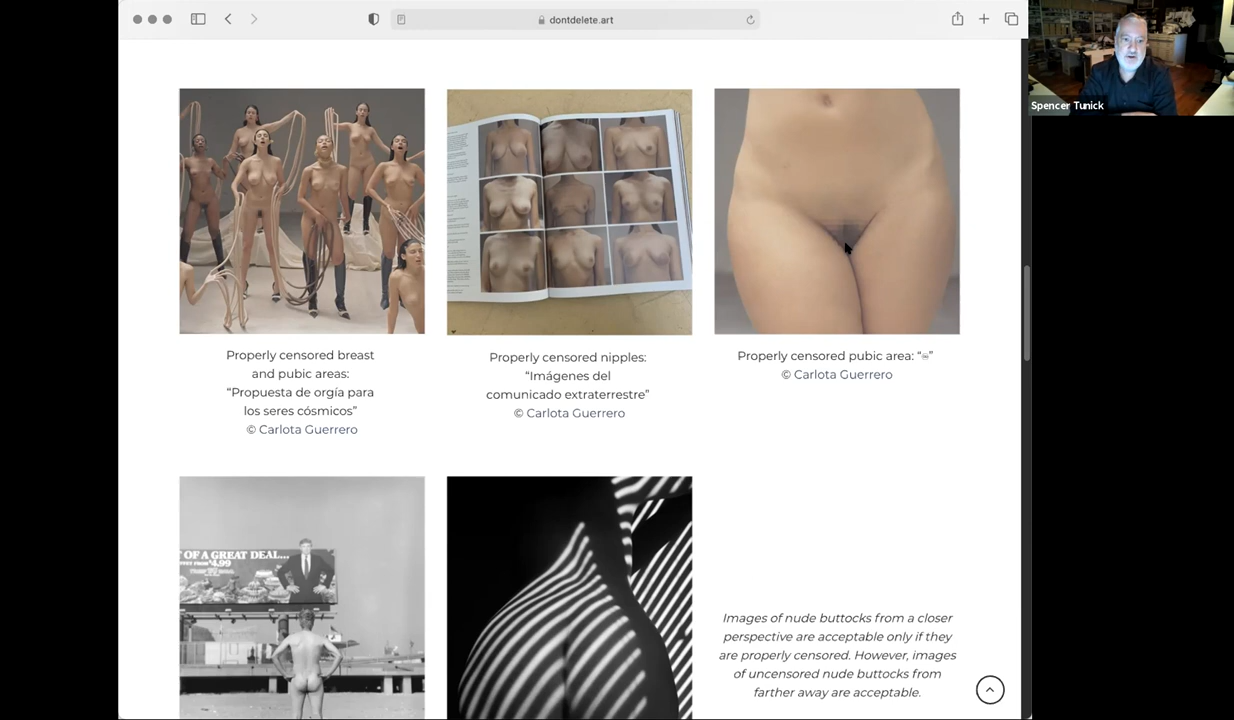 dontdelete.art
Spencer Tunick
Properly censored breast
and pubic areas:
“Propuesta de orgía para
los seres cósmicos”
© Carlota Guerrero
Properly censored nipples:
“Imágenes del
comunicado extraterrestre”
© Carlota Guerrero
Properly censored pubic area: “♾”
© Carlota Guerrero
T OF A GREAT DEAL...
Images of nude buttocks from a closer
perspective are acceptable only if they
are properly censored. However, images
of uncensored nude buttocks from
farther away are acceptable.